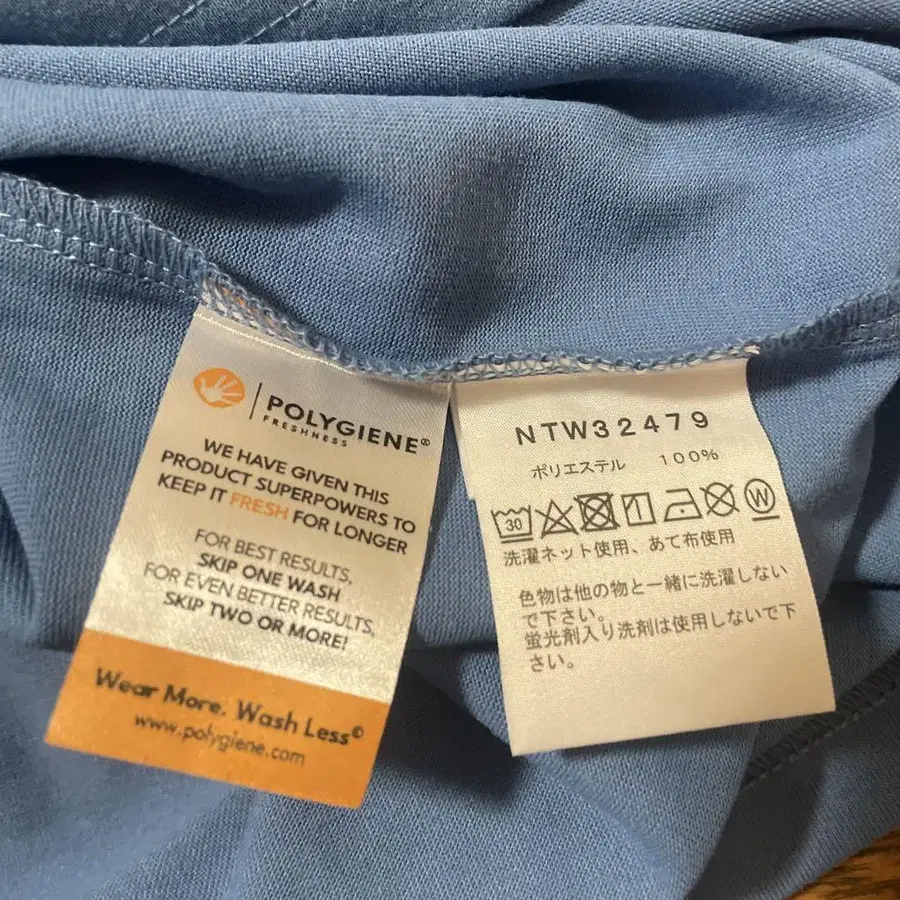 POLYGIENE®
FRESHNESS
WE HAVE GIVEN THIS
PRODUCT SUPERPOWERS TO
KEEP IT FRESH FOR LONGER
FOR BEST RESULTS,
SKIP ONE WASH
FOR EVEN BETTER RESULTS,
SKIP TWO OR MORE!
Wear More. Wash Less©
www.polygiene.com
NTW32479
ポリエステル 100%
30 W
洗濯ネット使用、あて布使用
色物は他の物と一緒に洗濯しない
で下さい。
蛍光剤入り洗剤は使用しないで下
さい。